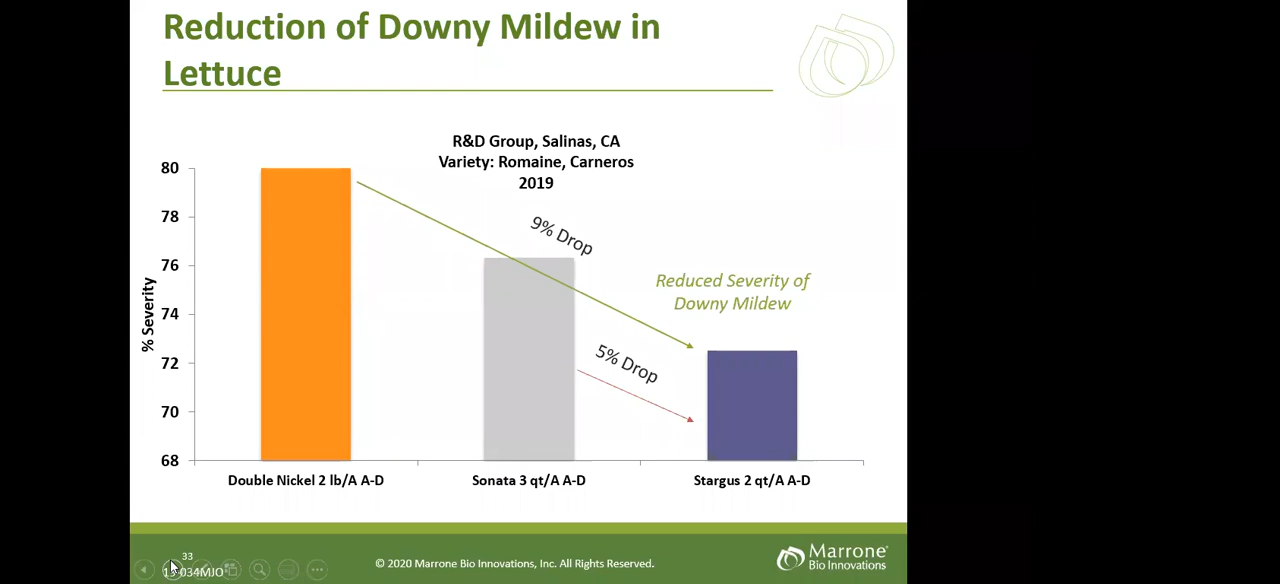 Reduction of Downy Mildew in
Lettuce
R&D Group, Salinas, CA
Variety: Romaine, Carneros
2019
80
78
76
74
72
70
68
% Severity
9% Drop
5% Drop
Reduced Severity of
Downy Mildew
Double Nickel 2 lb/A A-D
Sonata 3 qt/A A-D
Stargus 2 qt/A A-D
33
© 2020 Marrone Bio Innovations, Inc. All Rights Reserved.
Marrone®
Bio Innovations